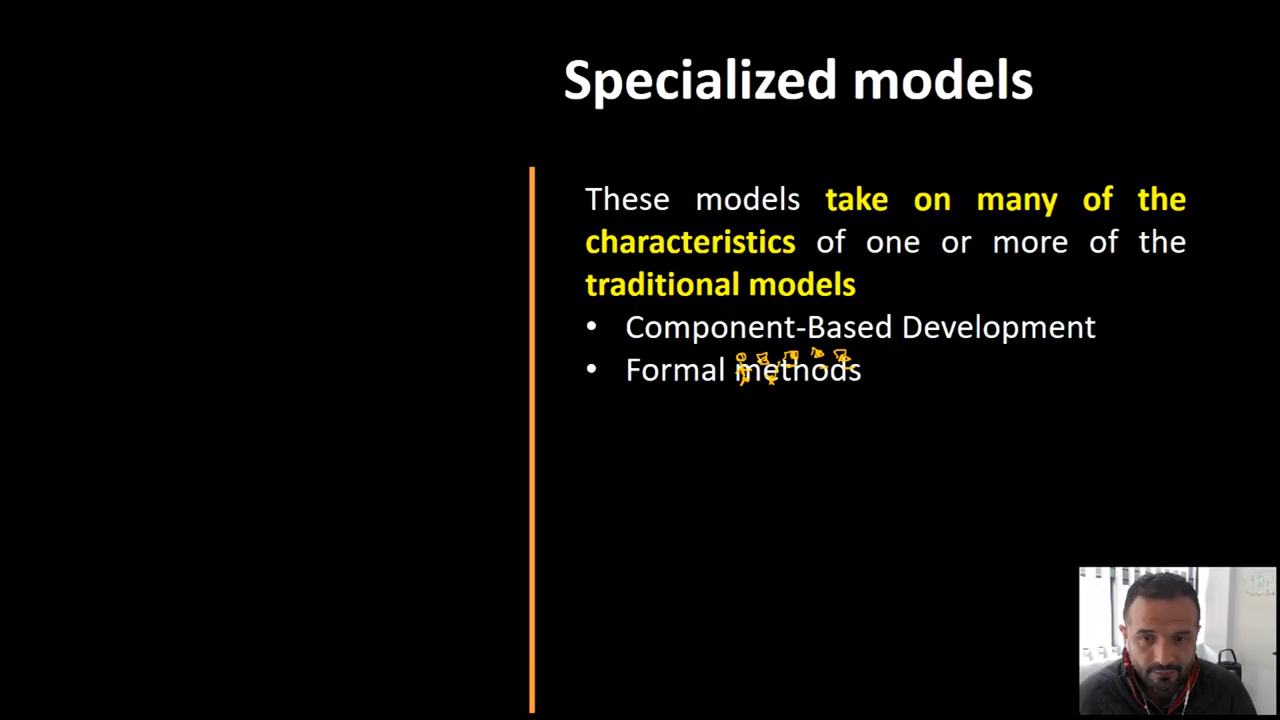 Specialized models
These models take on many of the
characteristics of one or more of the
traditional models
• Component-Based Development
• Formal methods